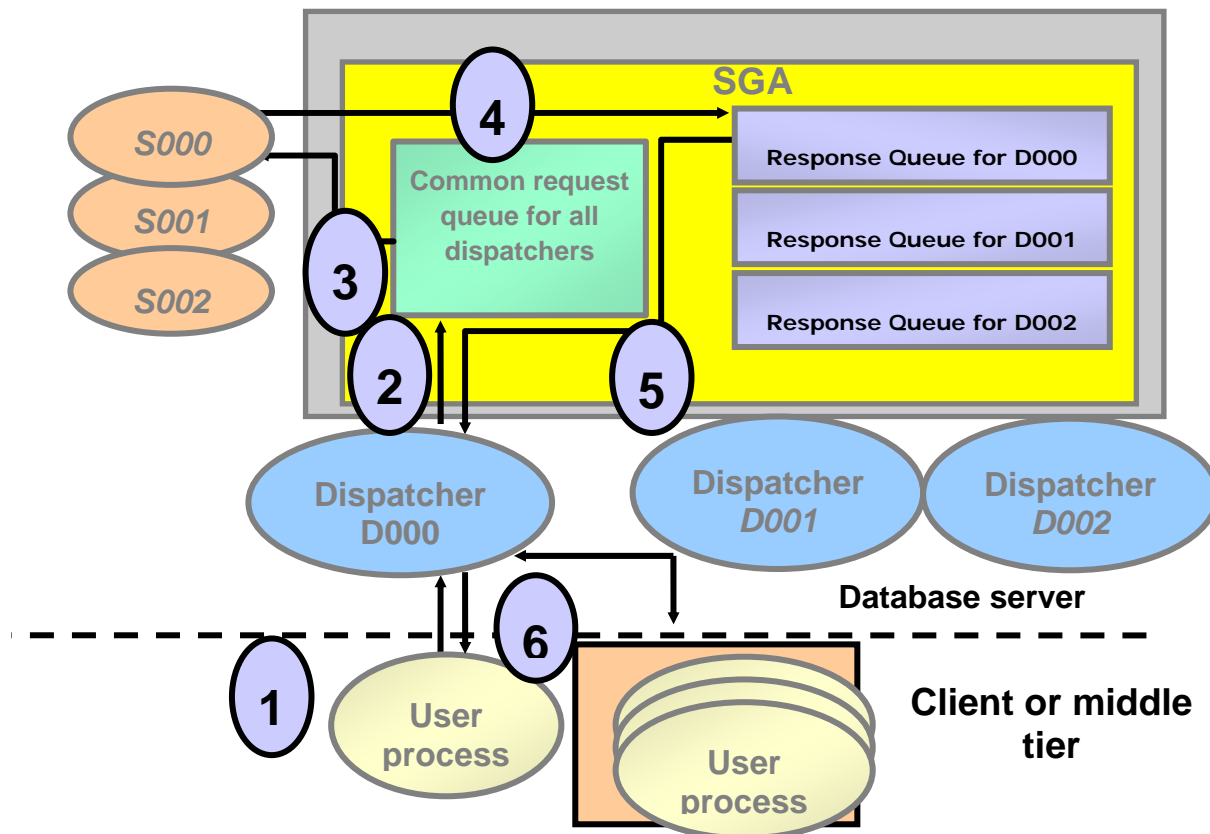 SGA
4
S000
Response Queue for D000
Common request
queue for all
dispatchers
S001
Response Queue for D001
3
S002
Response Queue for D002
2
5
Dispatcher
D000
Dispatcher
D001
Dispatcher
D002
Database server
6
1
User
process
Client or middle
tier
User
process